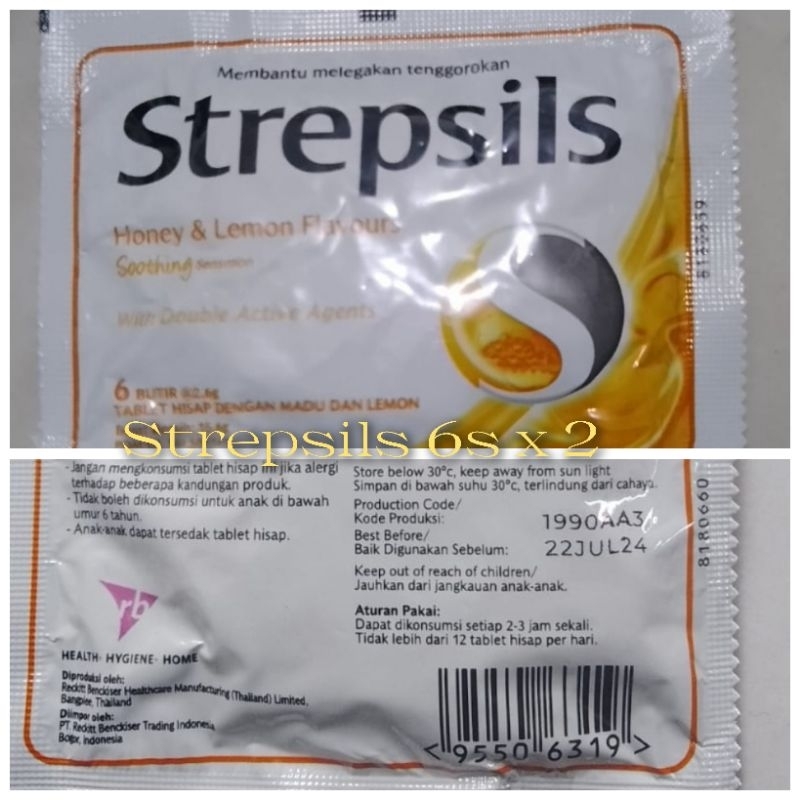 Membantu melegakan tenggorokan
Strepsils
Honey & Lemon Flavours
Soothing Sensation
With Double Active Agents
6 BUTIR @2.6g
TABLET HISAP DENGAN MADU DAN LEMON
Strepsils 6s x 2
- Jangan mengkonsumsi tablet hisap ini jika alergi
terhadap beberapa kandungan produk.
- Tidak boleh dikonsumsi untuk anak di bawah
umur 6 tahun.
- Anak-anak dapat tersedak tablet hisap.
rb
HEALTH · HYGIENE · HOME
Diproduksi oleh:
Reckitt Benckiser Healthcare Manufacturing (Thailand) Limited,
Bangplee, Thailand
Diimpor oleh:
PT. Reckitt Benckiser Trading Indonesia
Bogor, Indonesia
Store below 30°c, keep away from sun light
Simpan di bawah suhu 30°c, terlindung dari cahaya.
Production Code/
Kode Produksi: 1990AA3
Best Before/
Baik Digunakan Sebelum: 22JUL24
Keep out of reach of children/
Jauhkan dari jangkauan anak-anak.
Aturan Pakai:
Dapat dikonsumsi setiap 2-3 jam sekali.
Tidak lebih dari 12 tablet hisap per hari.
<9550 6319>
8180660